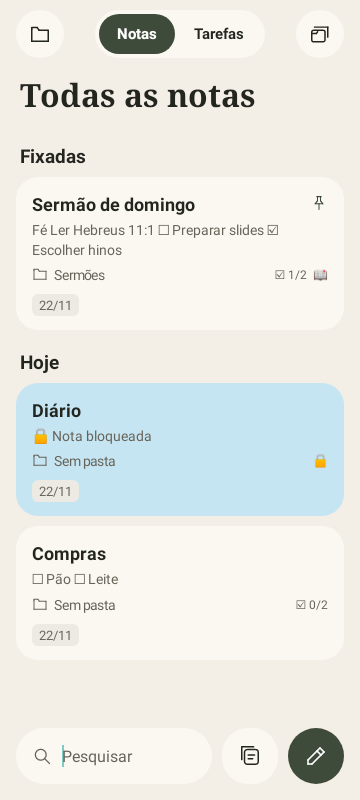 Notas Tarefas
Todas as notas
Fixadas
Sermão de domingo
Fé Ler Hebreus 11:1 ☐ Preparar slides ☑
Escolher hinos
Sermões ☑ 1/2 📖
22/11
Hoje
Diário
🔒 Nota bloqueada
Sem pasta 🔒
22/11
Compras
☐ Pão ☐ Leite
Sem pasta ☑ 0/2
22/11
Pesquisar